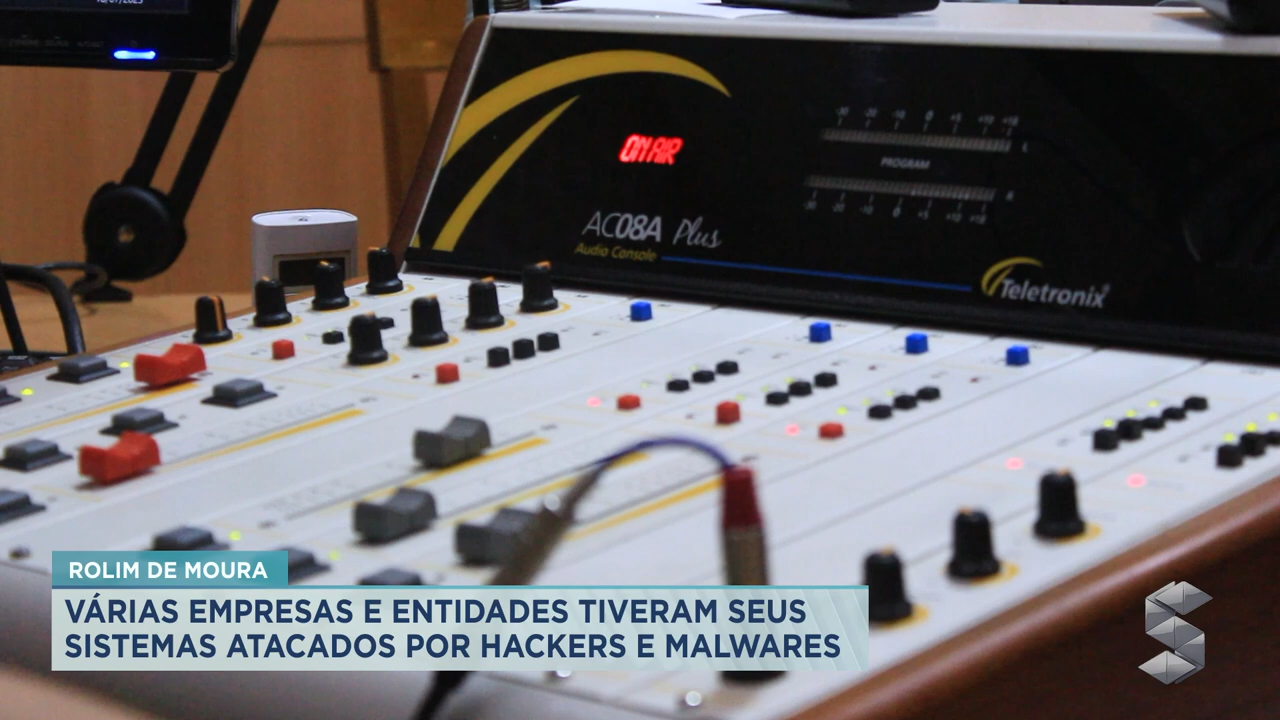 ON AIR
PROGRAM
AC08A Plus
Audio Console
Teletronix
ROLIM DE MOURA
VÁRIAS EMPRESAS E ENTIDADES TIVERAM SEUS
SISTEMAS ATACADOS POR HACKERS E MALWARES